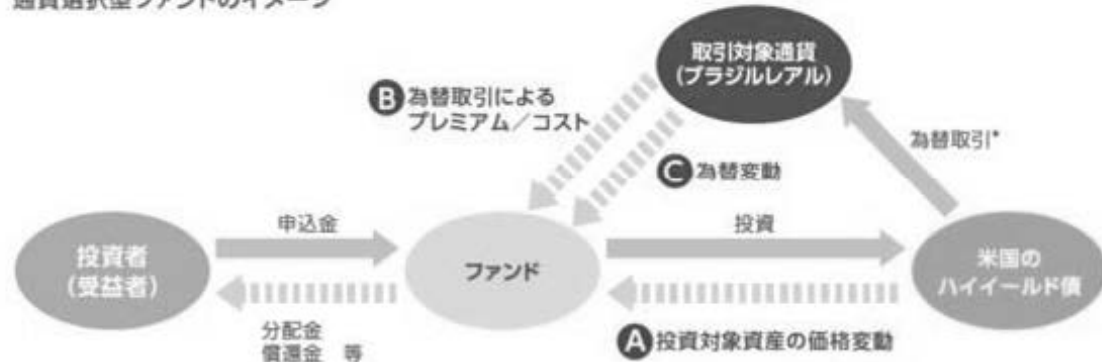 通貨選択型ファンドのイメージ
取引対象通貨
(ブラジルレアル)
B 為替取引による
プレミアム/コスト
為替取引*
C 為替変動
申込金
投資
投資者
(受益者)
ファンド
米国の
ハイイールド債
分配金
償還金 等
A 投資対象資産の価格変動